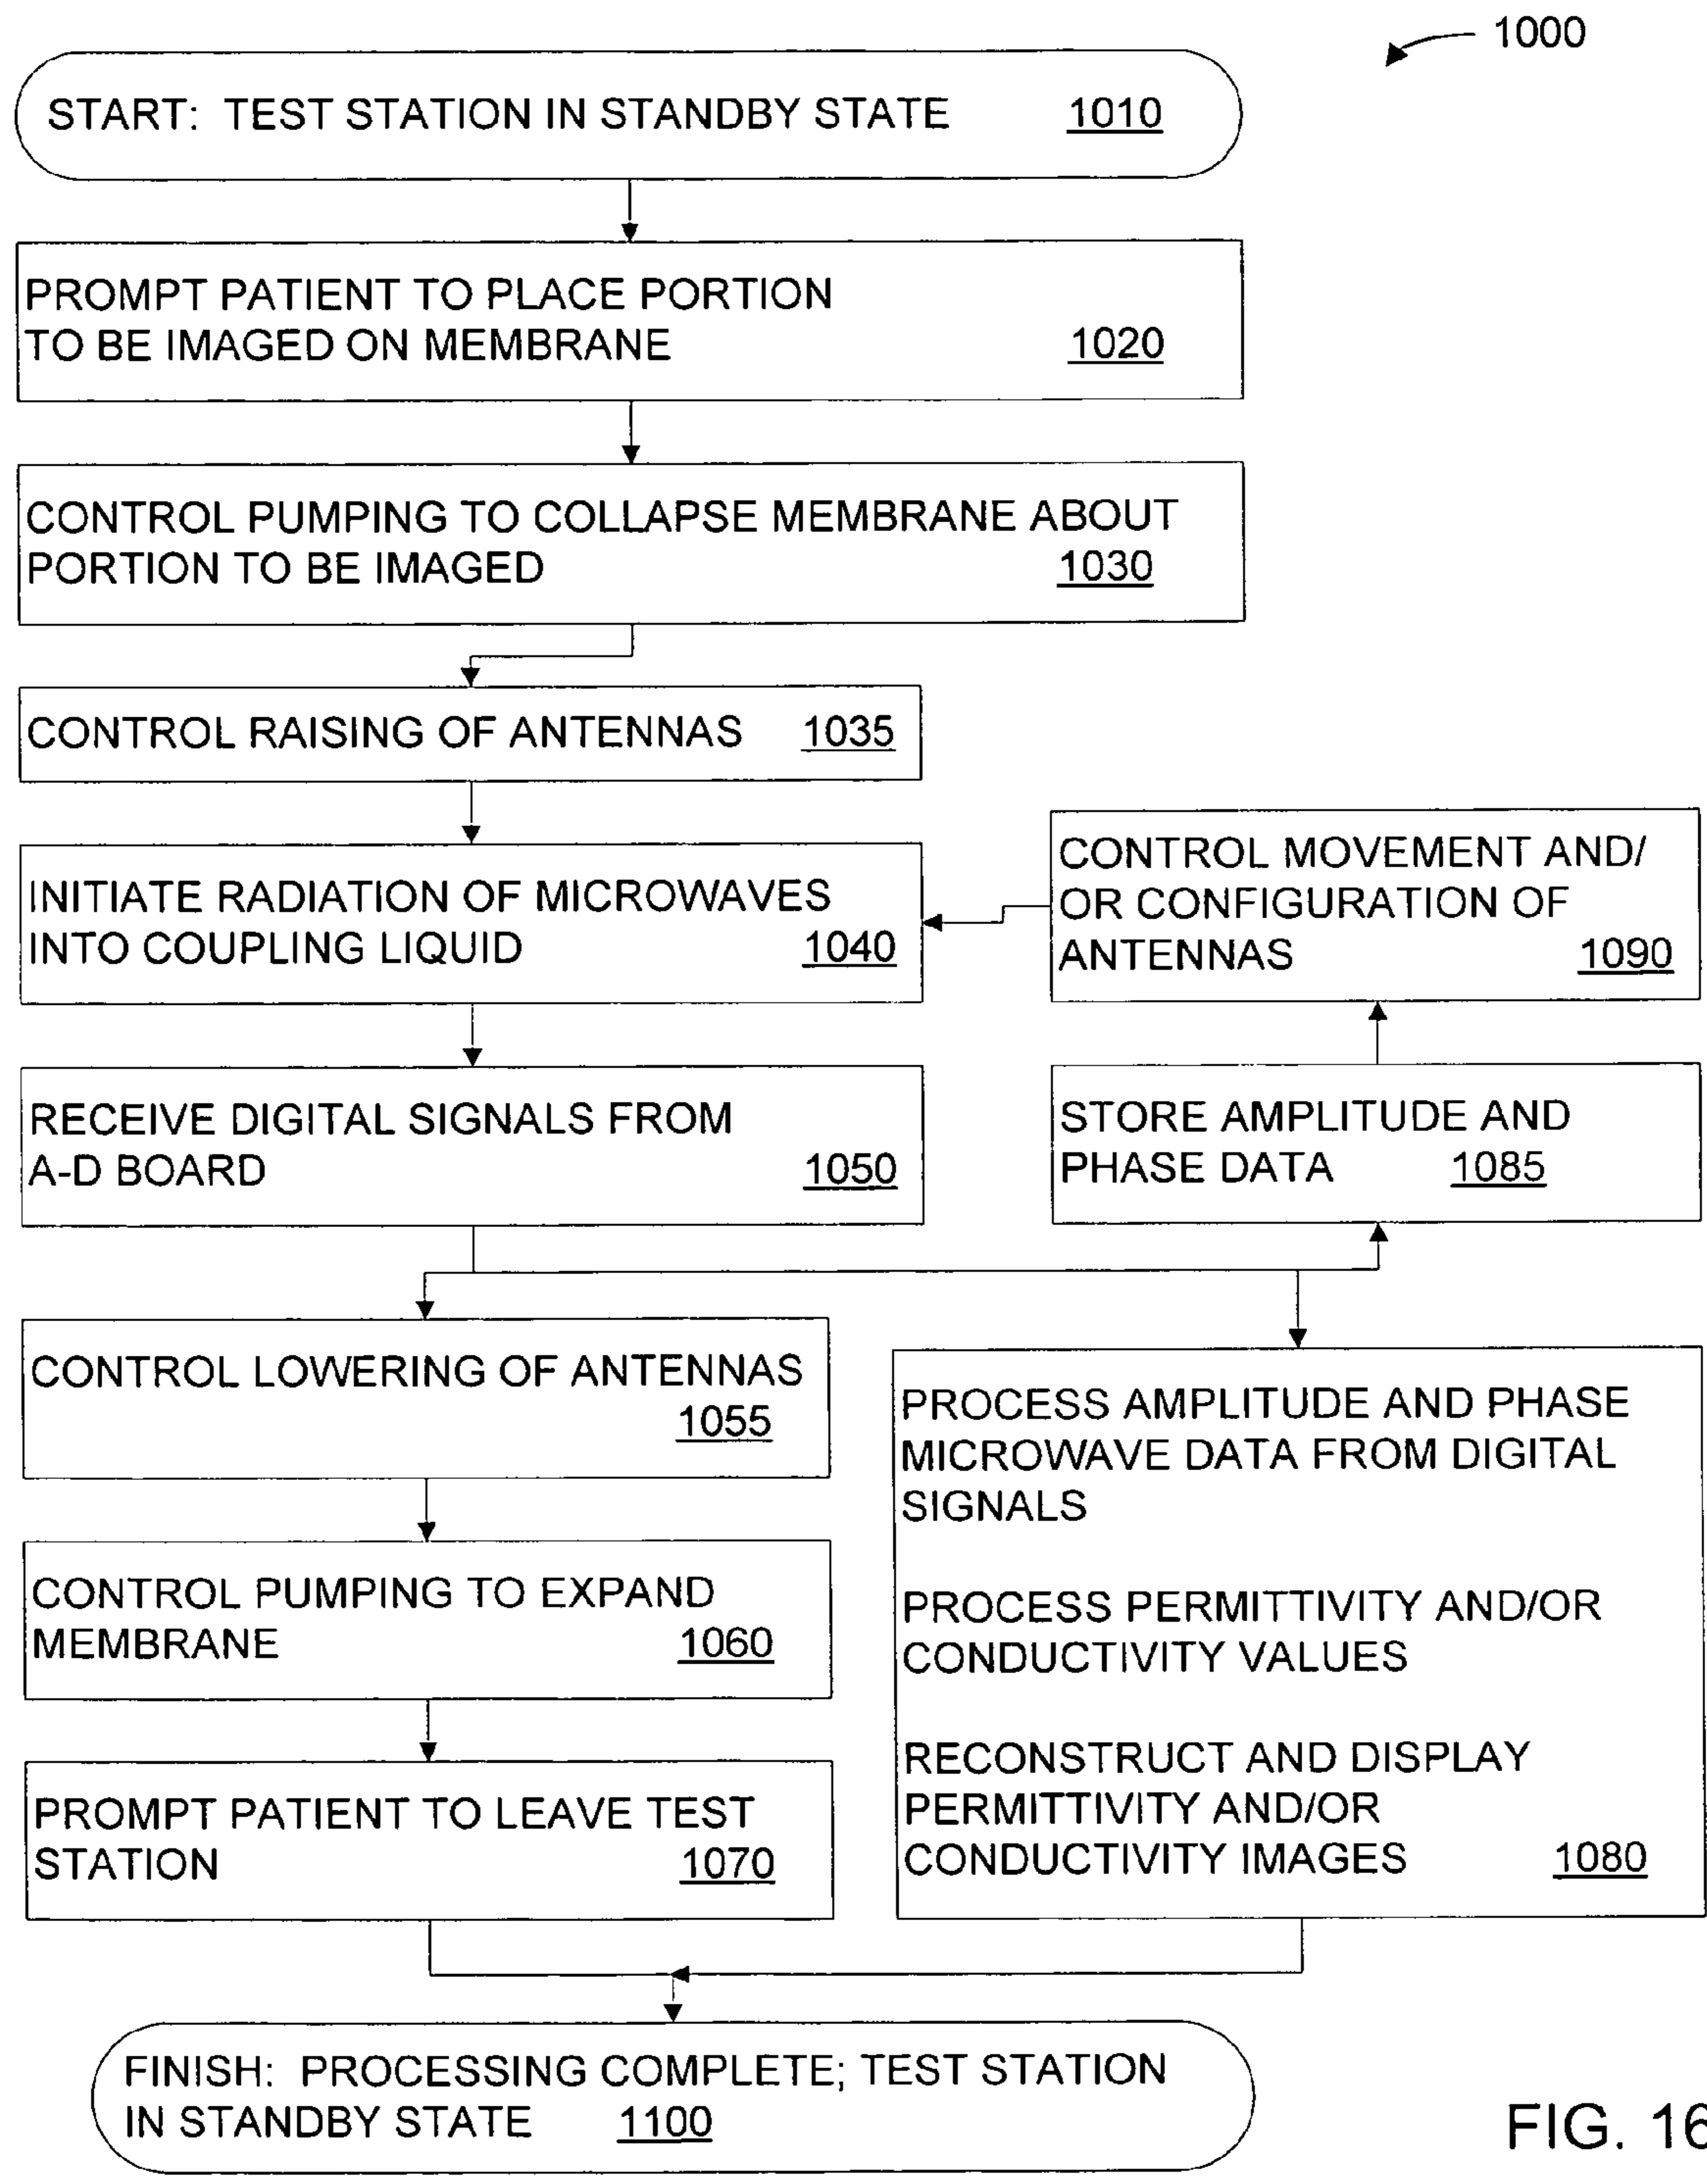 1000
START: TEST STATION IN STANDBY STATE 1010
PROMPT PATIENT TO PLACE PORTION
TO BE IMAGED ON MEMBRANE 1020
CONTROL PUMPING TO COLLAPSE MEMBRANE ABOUT
PORTION TO BE IMAGED 1030
CONTROL RAISING OF ANTENNAS 1035
INITIATE RADIATION OF MICROWAVES
INTO COUPLING LIQUID 1040
CONTROL MOVEMENT AND/
OR CONFIGURATION OF
ANTENNAS 1090
RECEIVE DIGITAL SIGNALS FROM
A-D BOARD 1050
STORE AMPLITUDE AND
PHASE DATA 1085
CONTROL LOWERING OF ANTENNAS
1055
CONTROL PUMPING TO EXPAND
MEMBRANE 1060
PROMPT PATIENT TO LEAVE TEST
STATION 1070
PROCESS AMPLITUDE AND PHASE
MICROWAVE DATA FROM DIGITAL
SIGNALS
PROCESS PERMITTIVITY AND/OR
CONDUCTIVITY VALUES
RECONSTRUCT AND DISPLAY
PERMITTIVITY AND/OR
CONDUCTIVITY IMAGES 1080
FINISH: PROCESSING COMPLETE; TEST STATION
IN STANDBY STATE 1100
FIG. 16